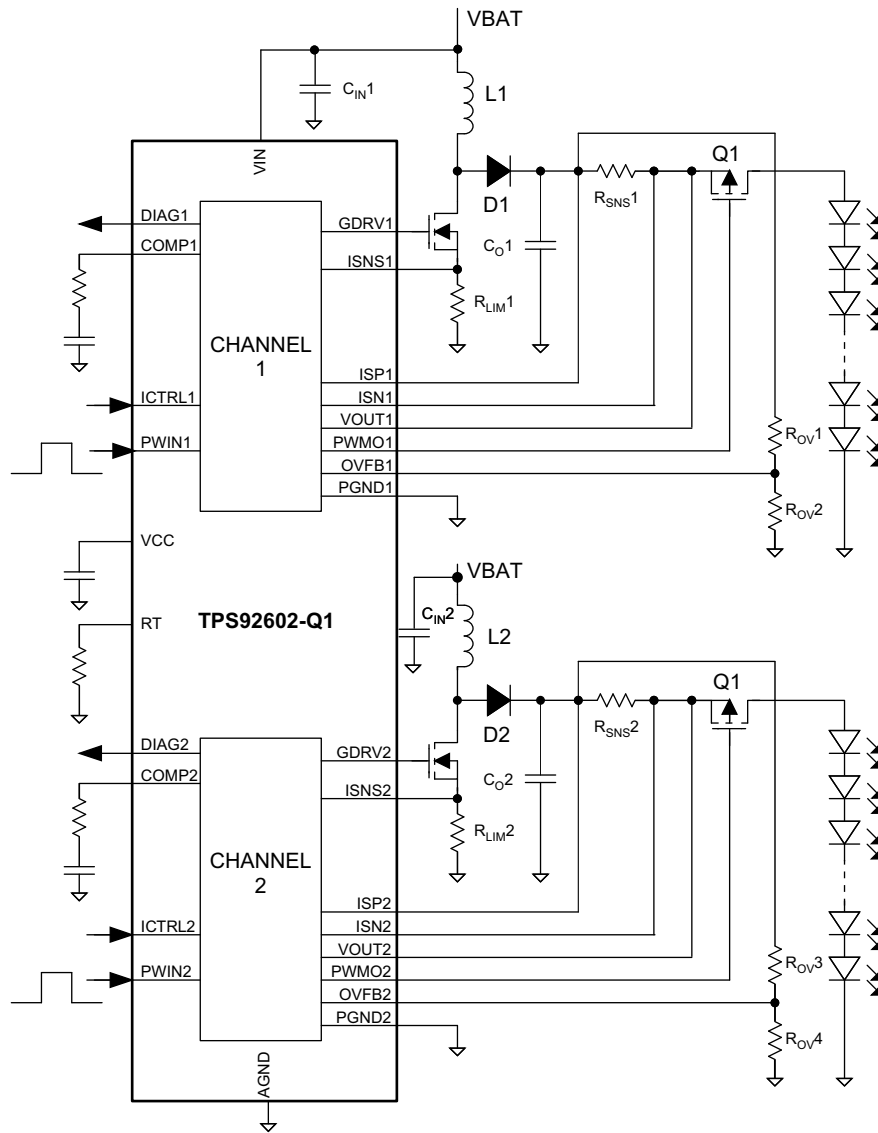 VBAT
C_IN1
L1
VIN
Q1
D1
R_SNS1
DIAG1
GDRV1
COMP1
C_O1
ISNS1
R_LIM1
CHANNEL
1
ISP1
ICTRL1
ISN1
VOUT1
PWIN1
PWMO1
R_OV1
OVFB1
PGND1
R_OV2
VCC
VBAT
C_IN2
RT
TPS92602-Q1
L2
Q1
D2
R_SNS2
DIAG2
GDRV2
COMP2
C_O2
ISNS2
R_LIM2
CHANNEL
2
ISP2
ICTRL2
ISN2
VOUT2
PWIN2
PWMO2
R_OV3
OVFB2
PGND2
R_OV4
AGND